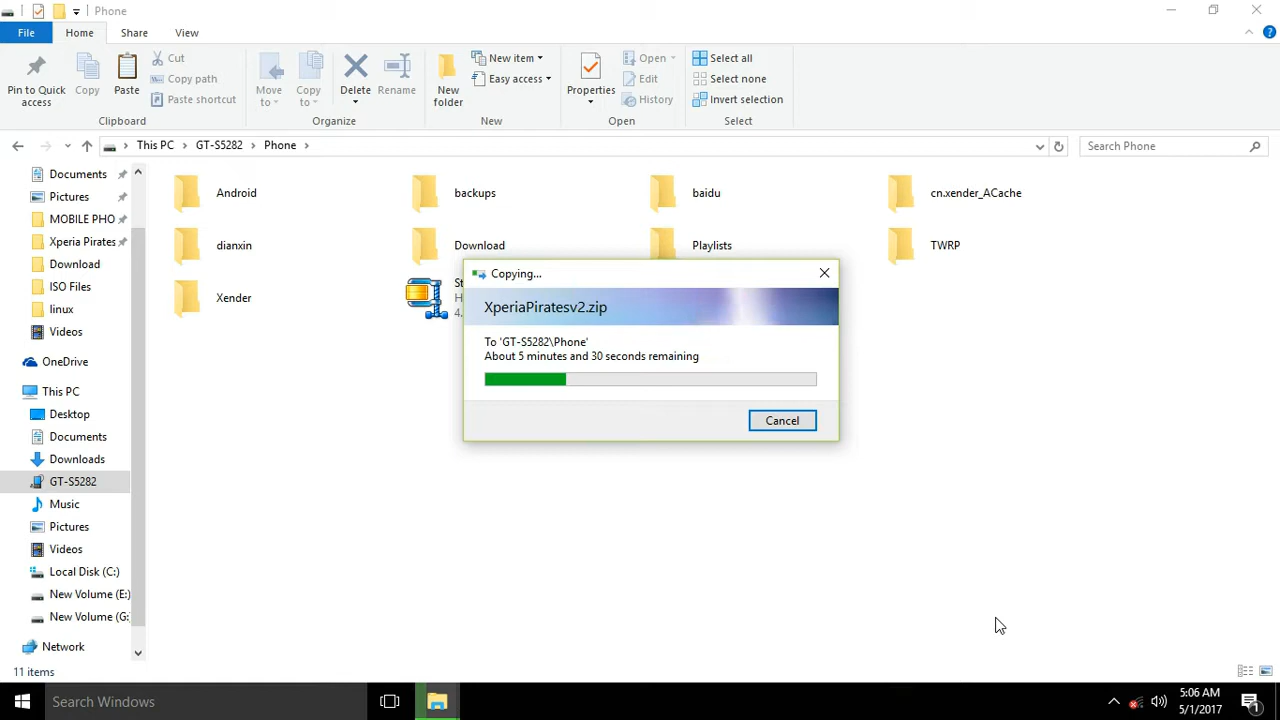 Phone
File
Home
Share
View
Pin to Quick
access
Copy
Paste
Cut
Copy path
Paste shortcut
Clipboard
Move
to
Copy
to
Delete
Rename
Organize
New
folder
New item
Easy access
New
Properties
Open
Edit
History
Open
Select all
Select none
Invert selection
Select
This PC
GT-S5282
Phone
Search Phone
Documents
Pictures
MOBILE PHO
Xperia Pirates
Download
ISO Files
linux
Videos
OneDrive
This PC
Desktop
Documents
Downloads
GT-S5282
Music
Pictures
Videos
Local Disk (C:)
New Volume (E:)
New Volume (G:
Network
Android
backups
baidu
cn.xender_ACache
dianxin
Download
Playlists
TWRP
Xender
Copying...
XperiaPiratesv2.zip
To 'GT-S5282\Phone'
About 5 minutes and 30 seconds remaining
Cancel
11 items
Search Windows
5:06 AM
5/1/2017
1